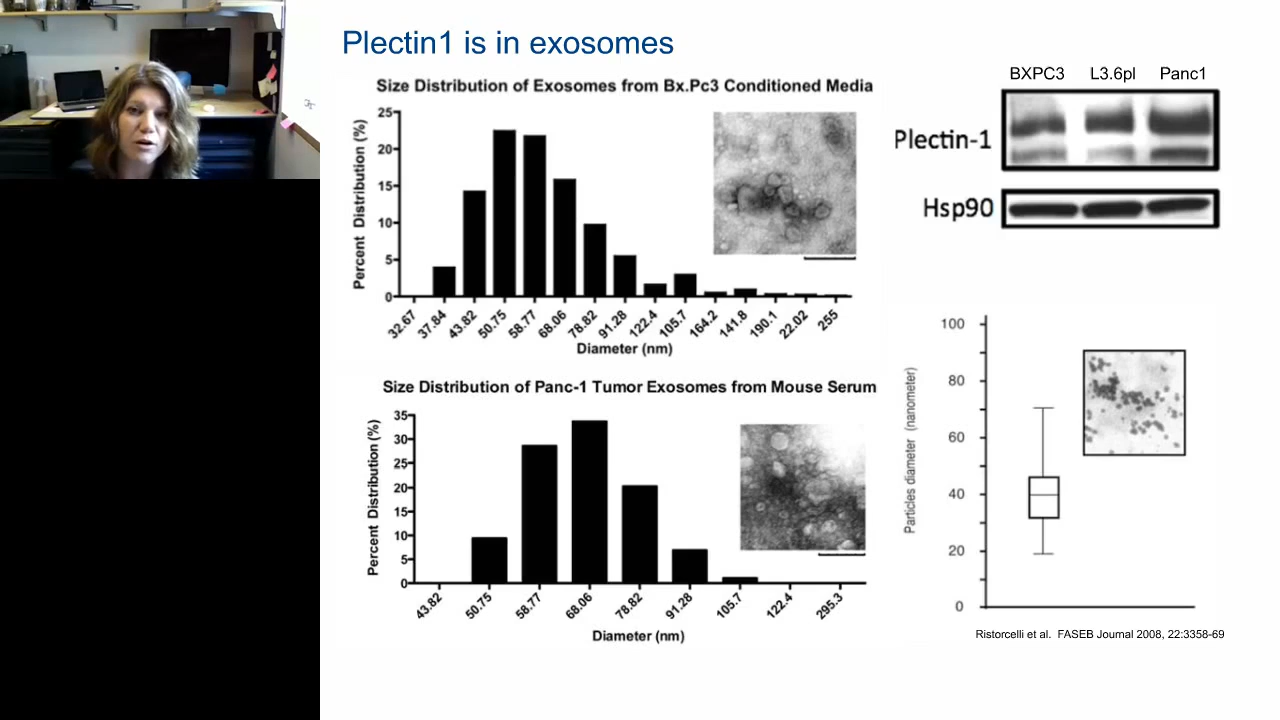 Plectin1 is in exosomes
Size Distribution of Exosomes from Bx.Pc3 Conditioned Media
Percent Distribution (%)
25
20
15
10
5
0
32.67 37.84 43.82 50.75 58.77 68.06 78.82 91.28 122.4 105.7 164.2 141.8 190.1 22.02 255
Diameter (nm)
Size Distribution of Panc-1 Tumor Exosomes from Mouse Serum
Percent Distribution (%)
35
30
25
20
15
10
5
0
43.82 50.75 58.77 68.06 78.82 91.28 105.7 122.4 295.3
Diameter (nm)
BXPC3 L3.6pl Panc1
Plectin-1
Hsp90
Particles diameter (nanometer)
100
80
60
40
20
0
Ristorcelli et al. FASEB Journal 2008, 22:3358-69